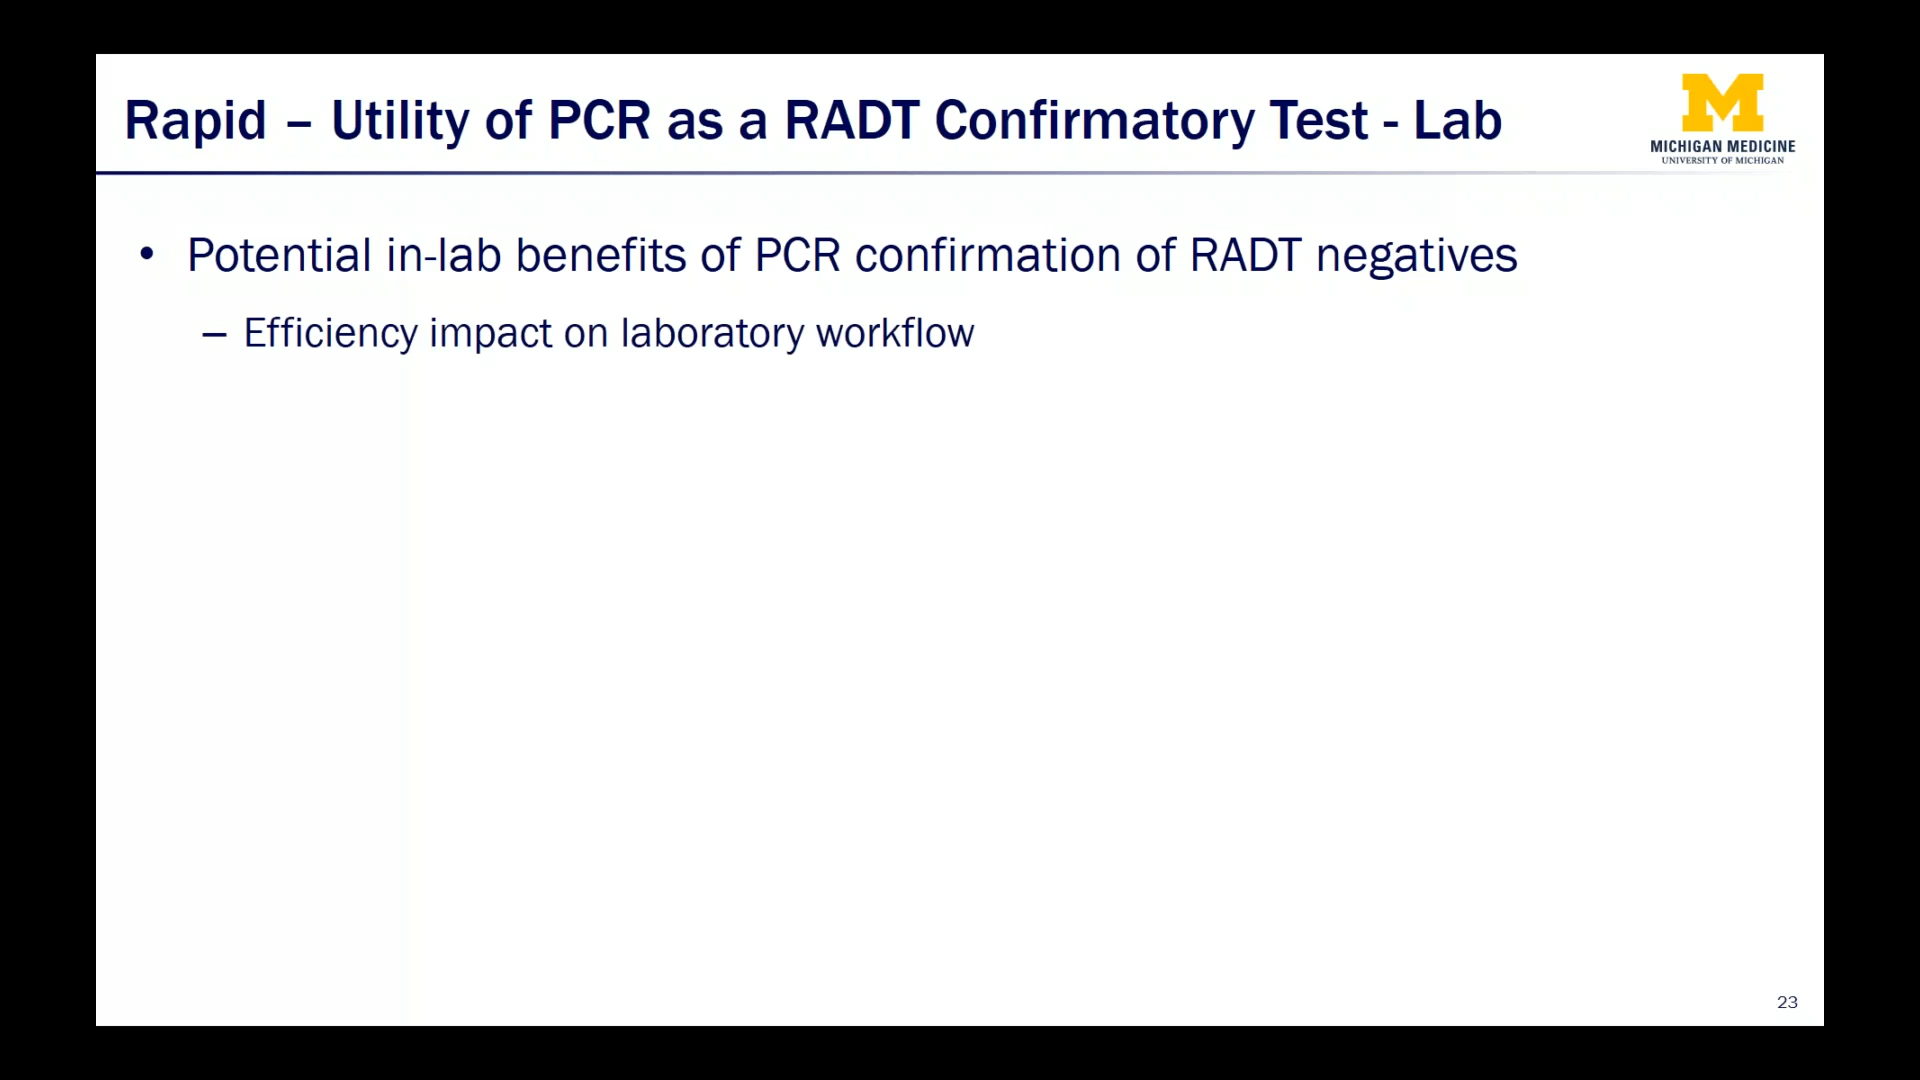 Rapid – Utility of PCR as a RADT Confirmatory Test - Lab
M
MICHIGAN MEDICINE
UNIVERSITY OF MICHIGAN
• Potential in-lab benefits of PCR confirmation of RADT negatives
– Efficiency impact on laboratory workflow
23